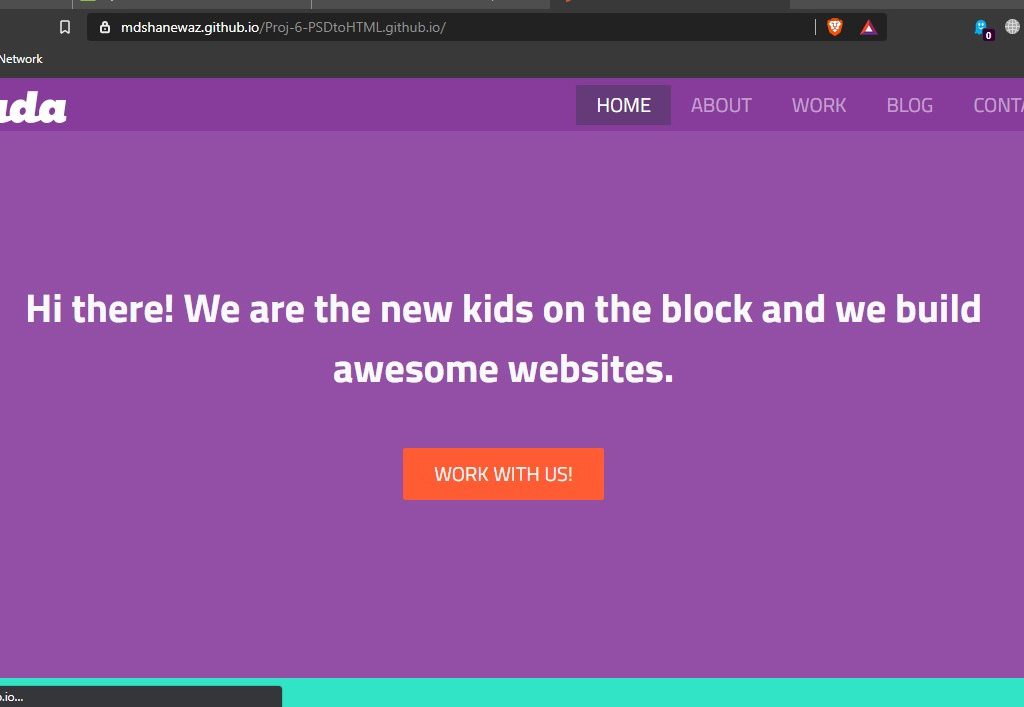 mdshanewaz.github.io/Proj-6-PSDtoHTML.github.io/
0
Network
ada
HOME ABOUT WORK BLOG CONTA
Hi there! We are the new kids on the block and we build
awesome websites.
WORK WITH US!
.io...